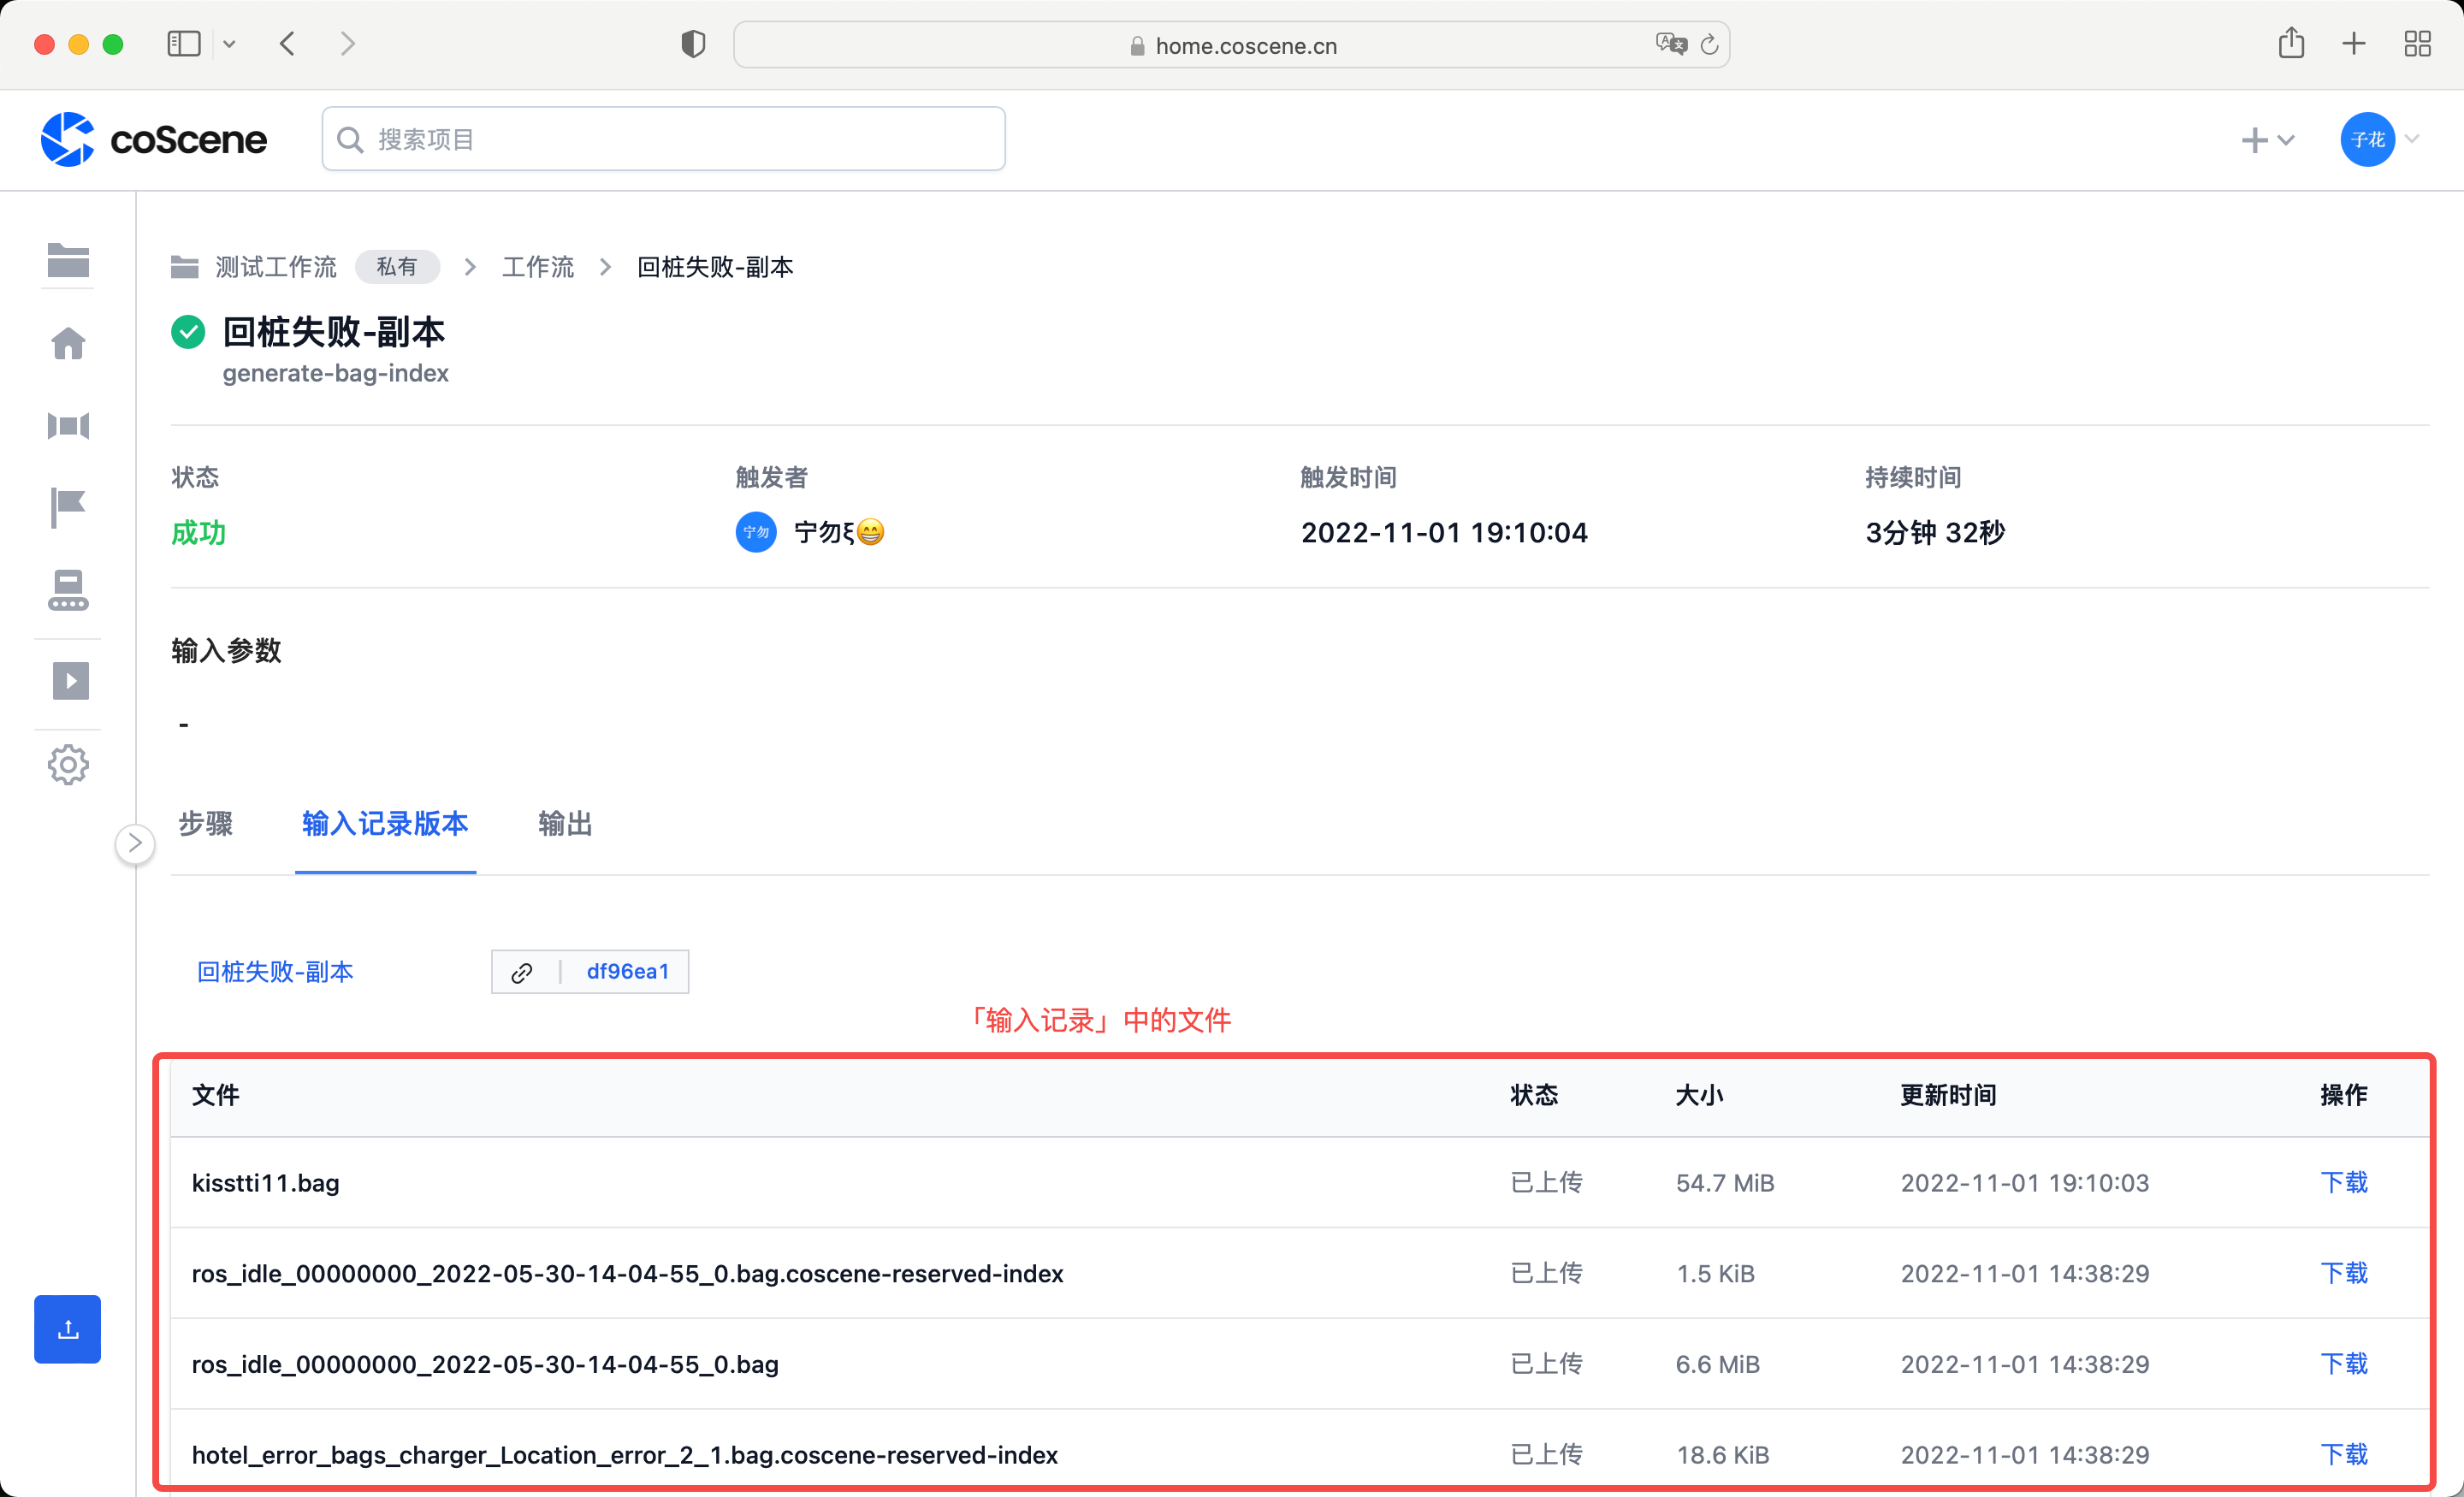 home.coscene.cn
coScene
搜索项目
子花
测试工作流 私有 工作流 回桩失败-副本
回桩失败-副本
generate-bag-index
状态 触发者 触发时间 持续时间
成功 宁勿 宁勿ξ😁 2022-11-01 19:10:04 3分钟 32秒
输入参数
-
步骤 输入记录版本 输出
回桩失败-副本 df96ea1
「输入记录」中的文件
文件 状态 大小 更新时间 操作
kisstti11.bag 已上传 54.7 MiB 2022-11-01 19:10:03 下载
ros_idle_00000000_2022-05-30-14-04-55_0.bag.coscene-reserved-index 已上传 1.5 KiB 2022-11-01 14:38:29 下载
ros_idle_00000000_2022-05-30-14-04-55_0.bag 已上传 6.6 MiB 2022-11-01 14:38:29 下载
hotel_error_bags_charger_Location_error_2_1.bag.coscene-reserved-index 已上传 18.6 KiB 2022-11-01 14:38:29 下载